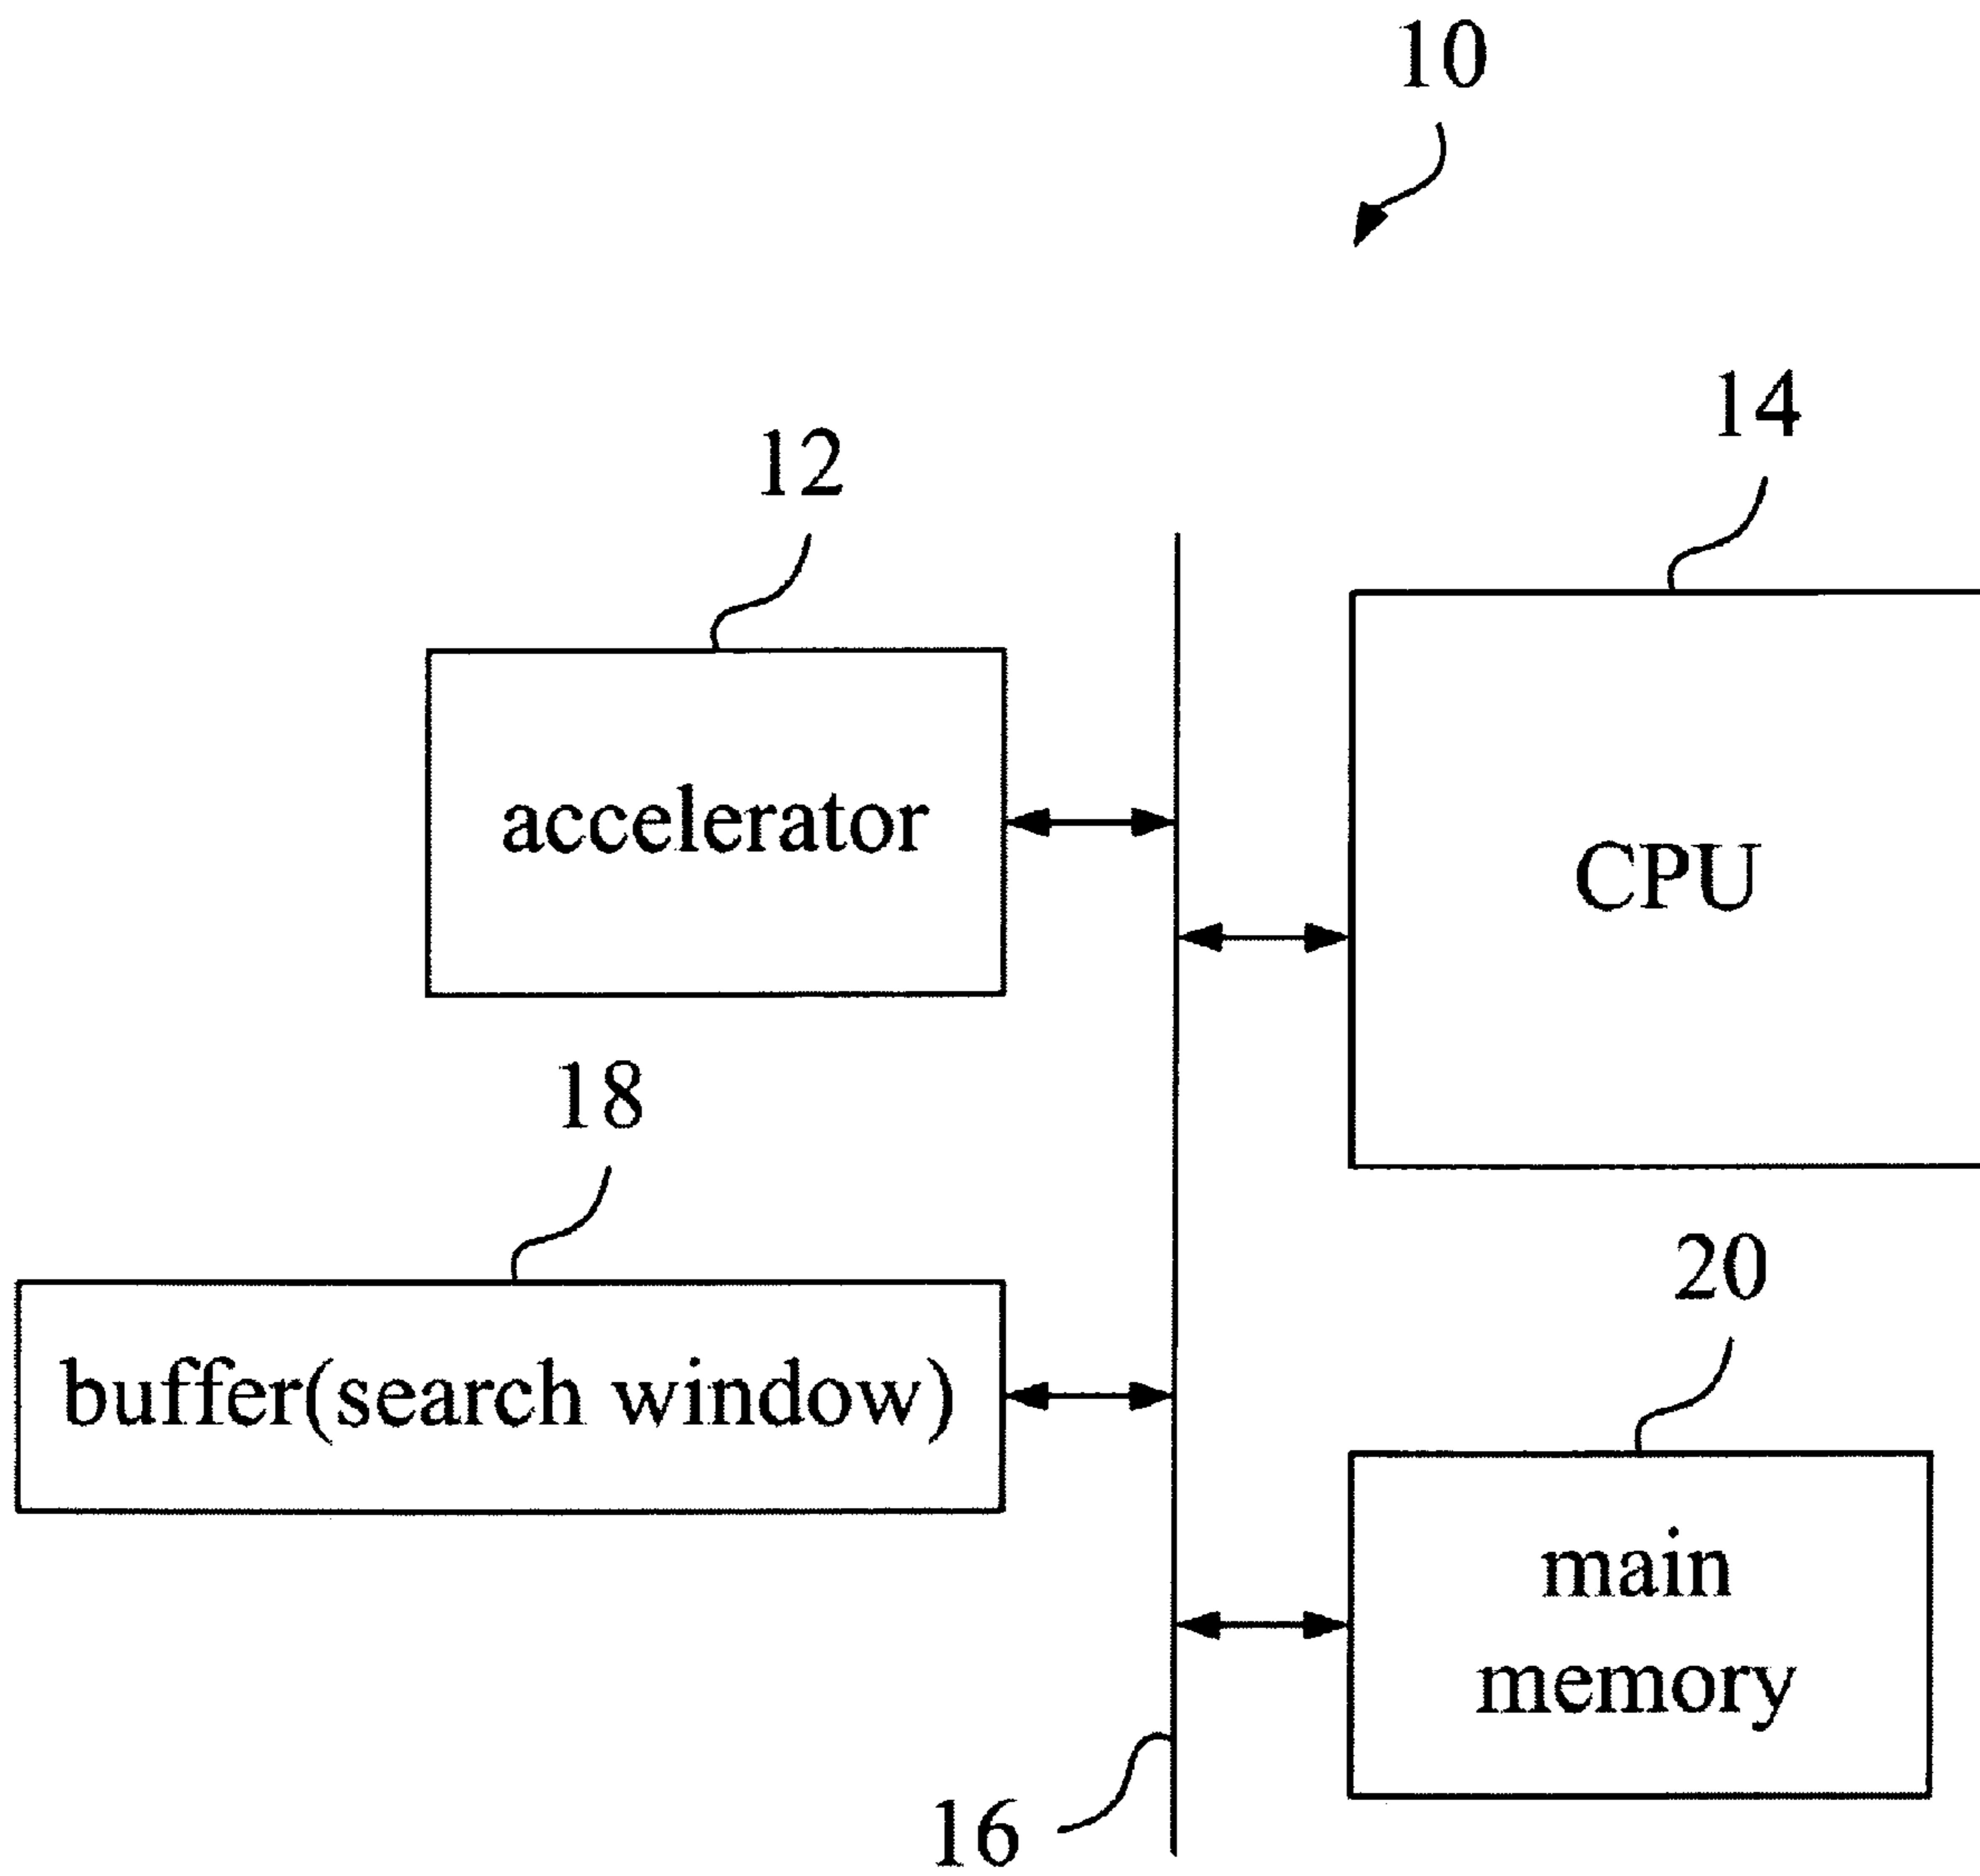 10
14
12
accelerator
CPU
18
20
buffer(search window)
main
memory
16